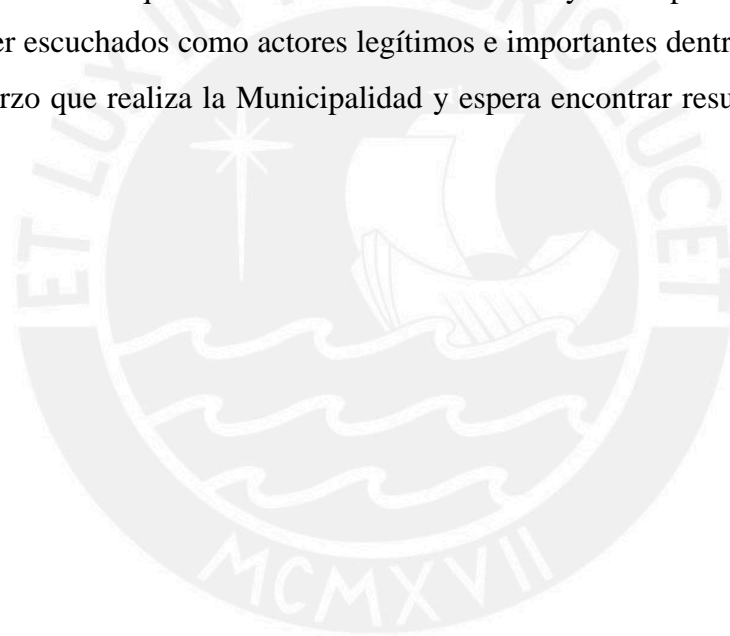 er escuchados como actores legítimos e importantes dentr
rzo que realiza la Municipalidad y espera encontrar resu
ET LUX IN BRIS LUCET
MCMXVII